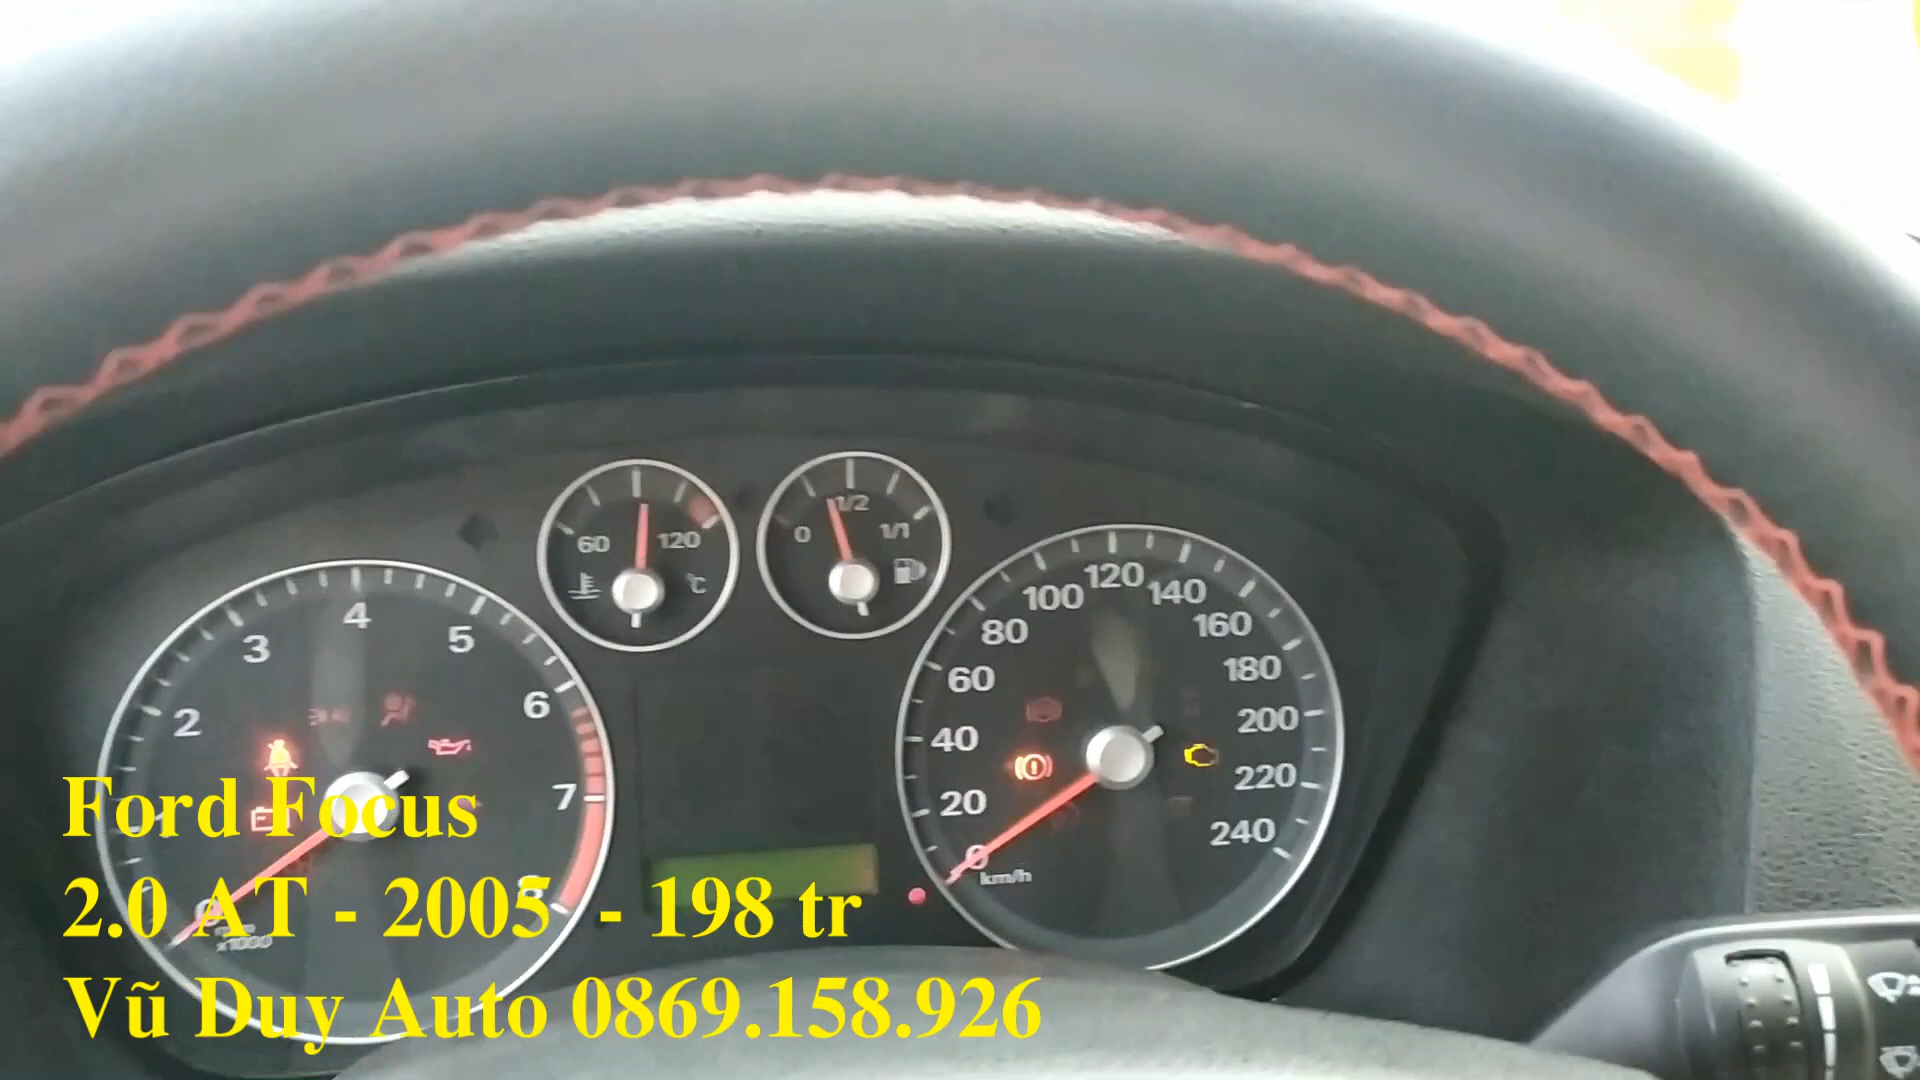 60 120
°C
0 1/2 1/1
2 3 4 5 6 7 8
x1000
0 20 40 60 80 100 120 140 160 180 200 220 240
km/h
Ford Focus
2.0 AT - 2005 - 198 tr
Vũ Duy Auto 0869.158.926